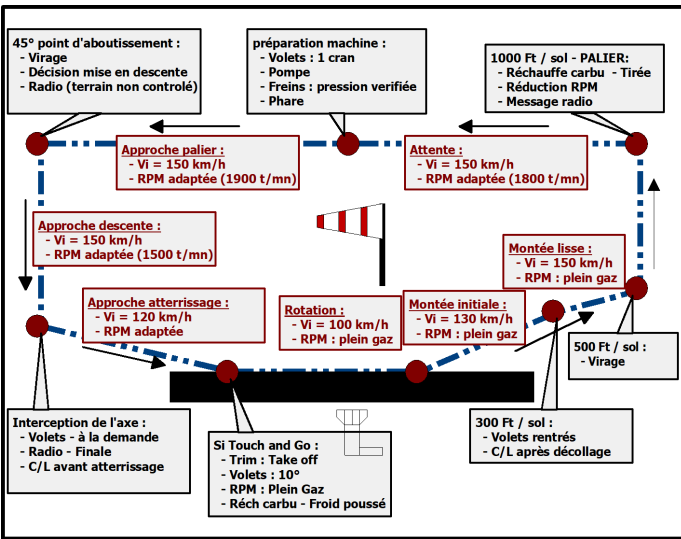 45° point d'aboutissement :
- Virage
- Décision mise en descente
- Radio (terrain non controlé)
préparation machine :
- Volets : 1 cran
- Pompe
- Freins : pression verifiée
- Phare
1000 Ft / sol - PALIER:
- Réchauffe carbu - Tirée
- Réduction RPM
- Message radio
Approche palier :
- Vi = 150 km/h
- RPM adaptée (1900 t/mn)
Attente :
- Vi = 150 km/h
- RPM adaptée (1800 t/mn)
Approche descente :
- Vi = 150 km/h
- RPM adaptée (1500 t/mn)
Montée lisse :
- Vi = 150 km/h
- RPM : plein gaz
Approche atterrissage :
- Vi = 120 km/h
- RPM adaptée
Rotation :
- Vi = 100 km/h
- RPM : plein gaz
Montée initiale :
- Vi = 130 km/h
- RPM : plein gaz
500 Ft / sol :
- Virage
Interception de l'axe :
- Volets - à la demande
- Radio - Finale
- C/L avant atterrissage
Si Touch and Go :
- Trim : Take off
- Volets : 10°
- RPM : Plein Gaz
- Réch carbu - Froid poussé
300 Ft / sol :
- Volets rentrés
- C/L après décollage